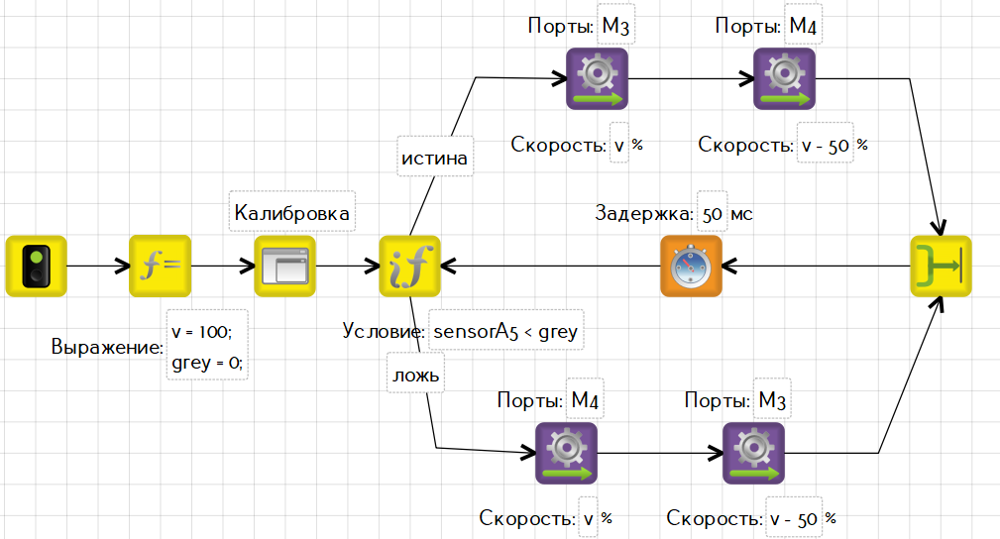 Порты: M3
Порты: M4
Скорость: v %
Скорость: v - 50 %
истина
Калибровка
Задержка: 50 мс
f=
if
Выражение: v = 100;
grey = 0;
Условие: sensorA5 < grey
ложь
Порты: M4
Порты: M3
Скорость: v %
Скорость: v - 50 %